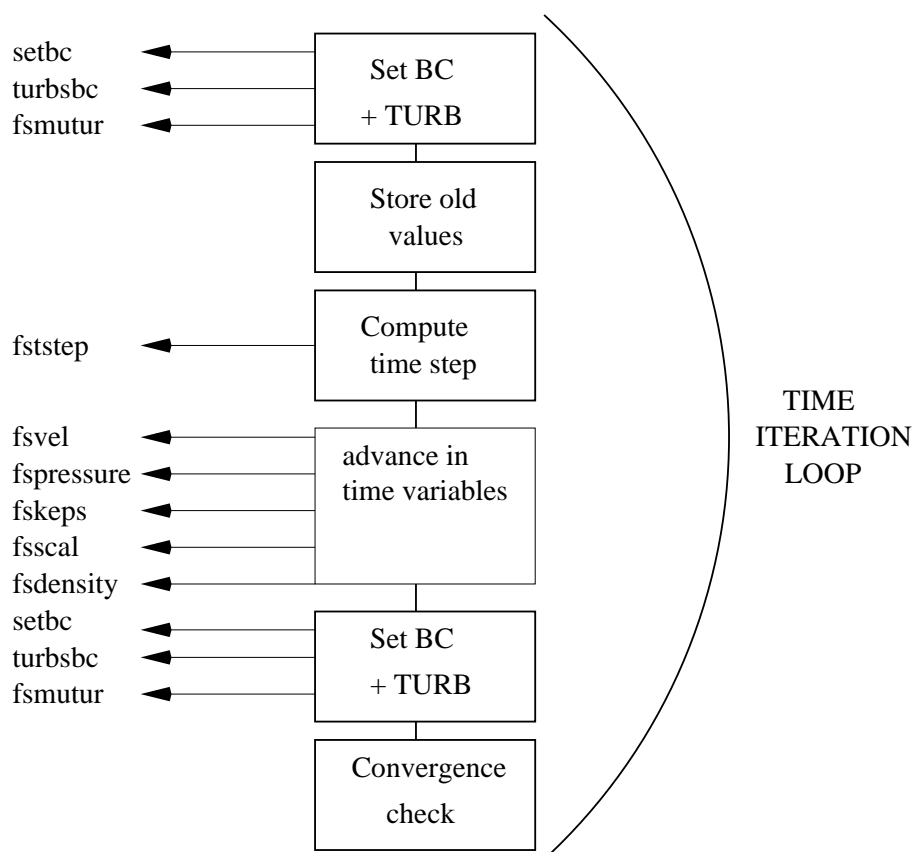 setbc
turbsbc
fsmutur
Set BC
+ TURB
Store old
values
fststep
Compute
time step
fsvel
fspressure
fskeps
fsscal
fsdensity
advance in
time variables
setbc
turbsbc
fsmutur
Set BC
+ TURB
Convergence
check
TIME
ITERATION
LOOP